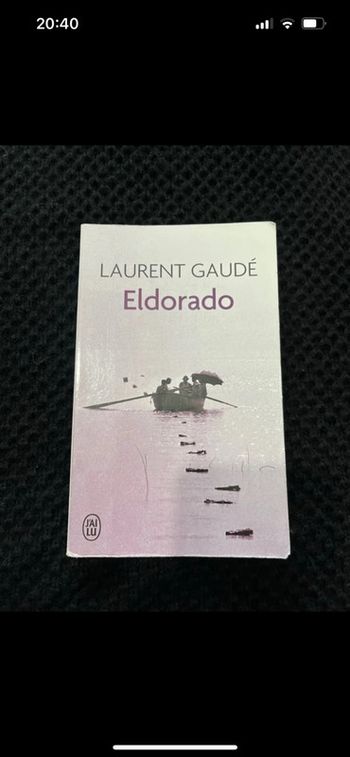 20:40
LAURENT GAUDÉ
Eldorado
J'AI
LU